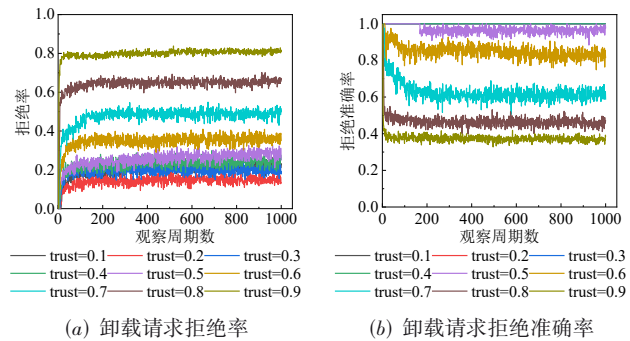 1.0
0.8
0.6
0.4
0.2
0.0
拒绝率
0 200 400 600 800 1000
观察周期数
trust=0.1 trust=0.2 trust=0.3
trust=0.4 trust=0.5 trust=0.6
trust=0.7 trust=0.8 trust=0.9
(a) 卸载请求拒绝率
1.0
0.8
0.6
0.4
0.2
0.0
拒绝准确率
0 200 400 600 800 1000
观察周期数
trust=0.1 trust=0.2 trust=0.3
trust=0.4 trust=0.5 trust=0.6
trust=0.7 trust=0.8 trust=0.9
(b) 卸载请求拒绝准确率